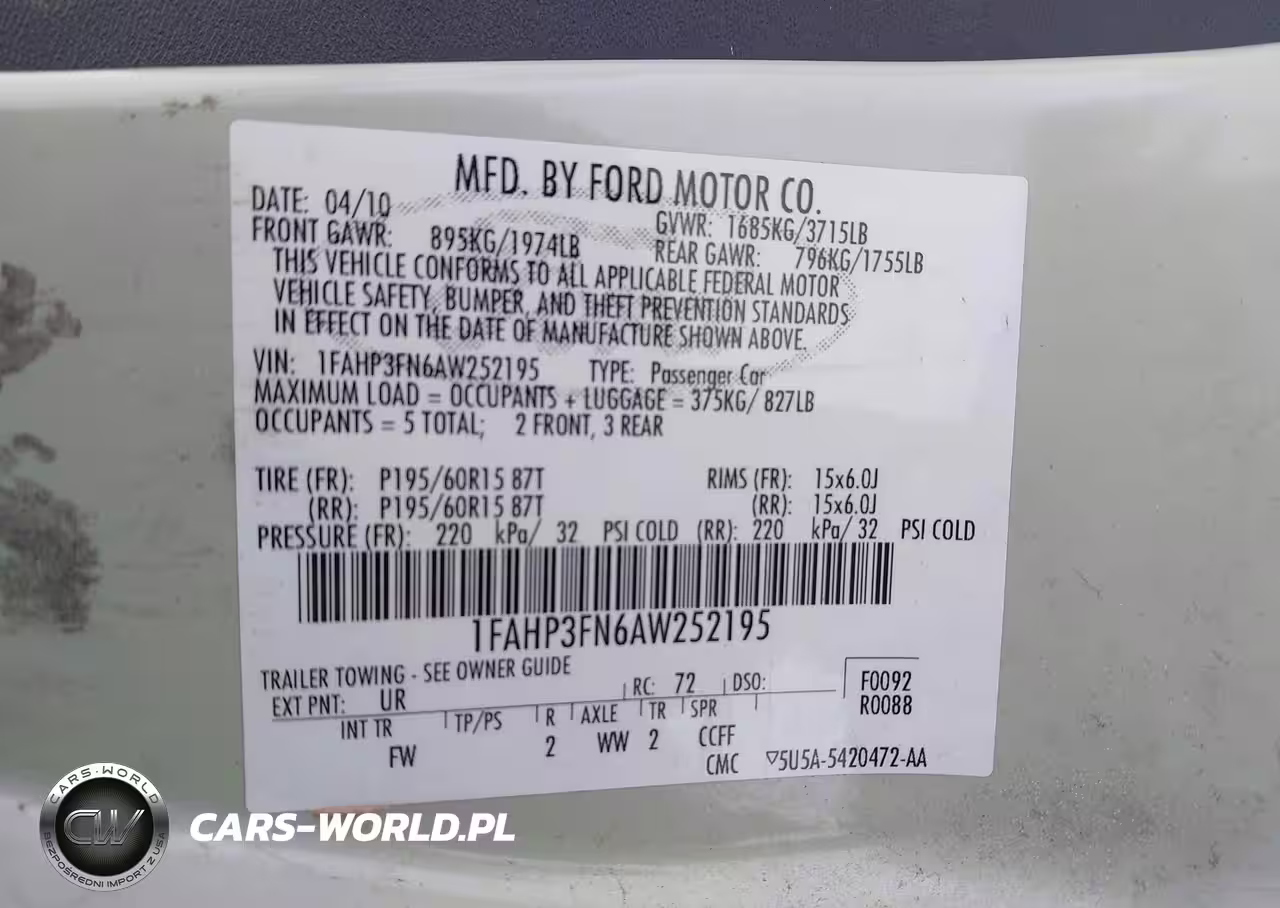 MFD. BY FORD MOTOR CO.
DATE: 04/10 GVWR: 1685KG/3715LB
FRONT GAWR: 895KG/1974LB REAR GAWR: 796KG/1755LB
THIS VEHICLE CONFORMS TO ALL APPLICABLE FEDERAL MOTOR
VEHICLE SAFETY, BUMPER, AND THEFT PREVENTION STANDARDS
IN EFFECT ON THE DATE OF MANUFACTURE SHOWN ABOVE.
VIN: 1FAHP3FN6AW252195 TYPE: Passenger Car
MAXIMUM LOAD = OCCUPANTS + LUGGAGE = 375KG/ 827LB
OCCUPANTS = 5 TOTAL; 2 FRONT, 3 REAR
TIRE (FR): P195/60R15 87T RIMS (FR): 15x6.0J
(RR): P195/60R15 87T (RR): 15x6.0J
PRESSURE (FR): 220 kPa/ 32 PSI COLD (RR): 220 kPa/ 32 PSI COLD
1FAHP3FN6AW252195
TRAILER TOWING - SEE OWNER GUIDE
EXT PNT: UR RC: 72 DSO: F0092
R0088
INT TR TP/PS R AXLE TR SPR
FW 2 WW 2 CCFF
CMC ▽5U5A-5420472-AA
CARS-WORLD
CW
BEZPOŚREDNI IMPORT Z USA
CARS-WORLD.PL